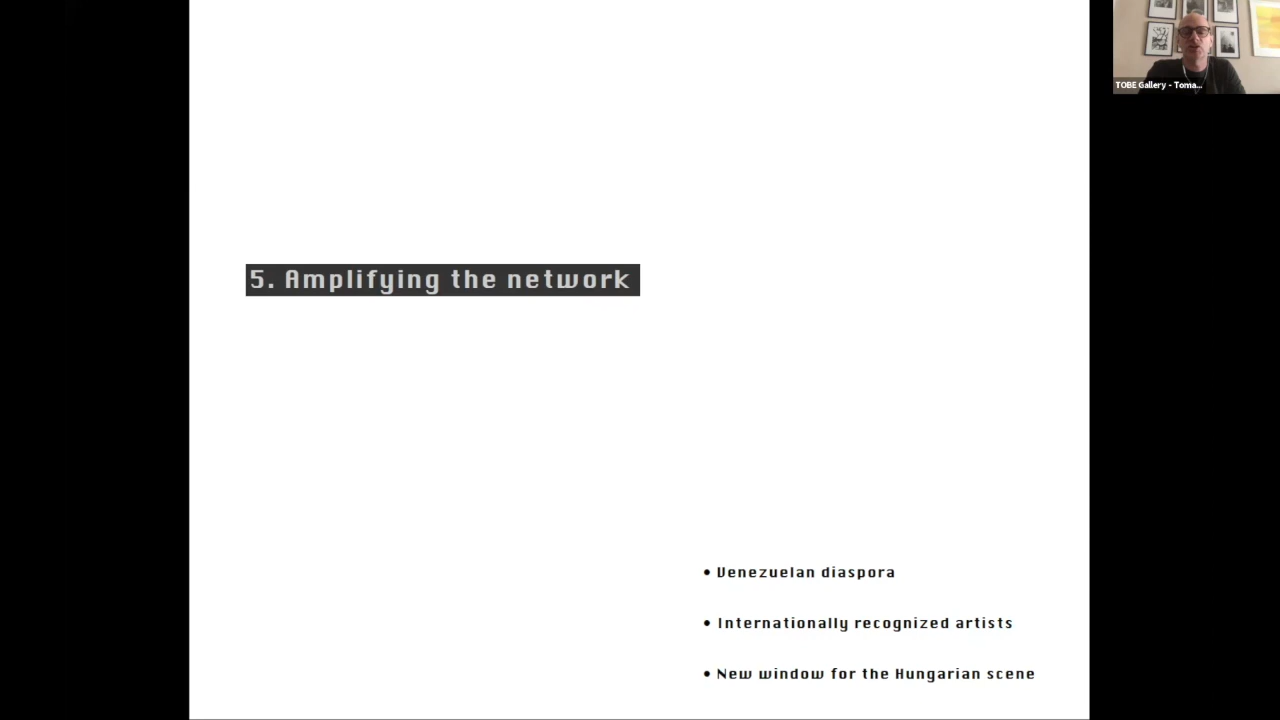 TOBE Gallery - Toma...
5. Amplifying the network
• Venezuelan diaspora
• Internationally recognized artists
• New window for the Hungarian scene